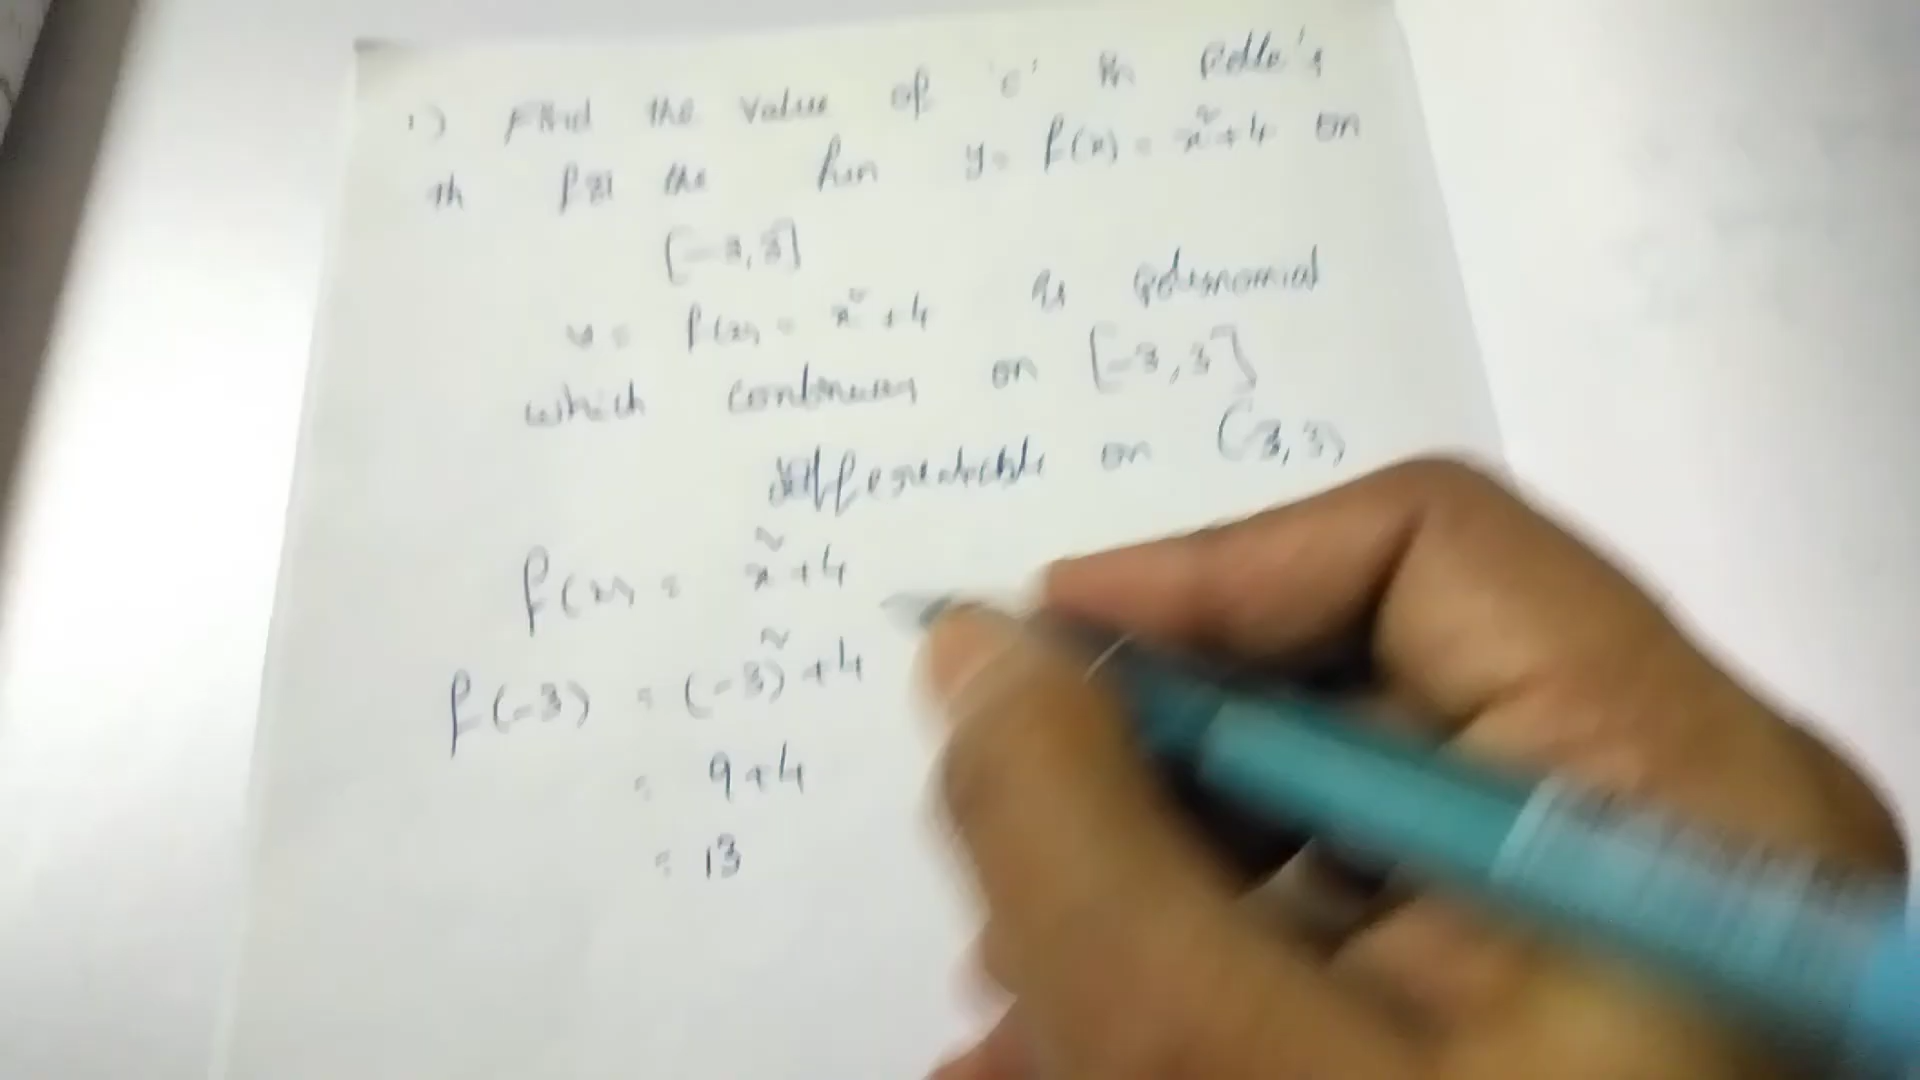 1) Find the value of 'c' in Rolle's
th for the fun y = f(x) = x² + 4 on
[-3, 3]
y = f(x) = x² + 4 is polynomial
which continuous on [-3, 3]
differentiable on (3, 3)
f(x) = x² + 4
f(-3) = (-3)² + 4
= 9+4
= 13